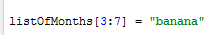 listOfMonths[3:7] = "banana"